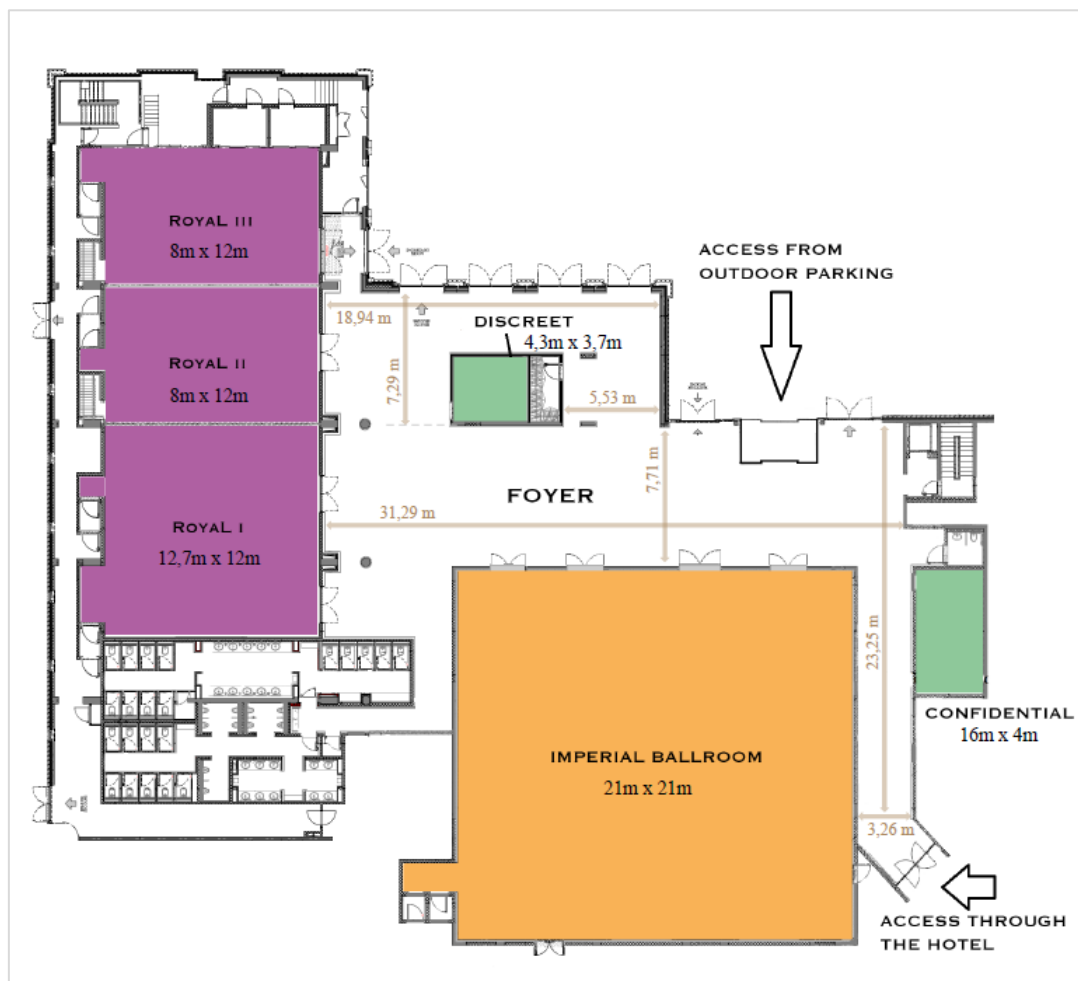 ROYAL III
8m x 12m
ACCESS FROM
OUTDOOR PARKING
18,94 m
DISCREET
4,3m x 3,7m
ROYAL II
8m x 12m
7,29 m
5,53 m
7,71 m
FOYER
31,29 m
ROYAL I
12,7m x 12m
23,25 m
CONFIDENTIAL
16m x 4m
IMPERIAL BALLROOM
21m x 21m
3,26 m
ACCESS THROUGH
THE HOTEL